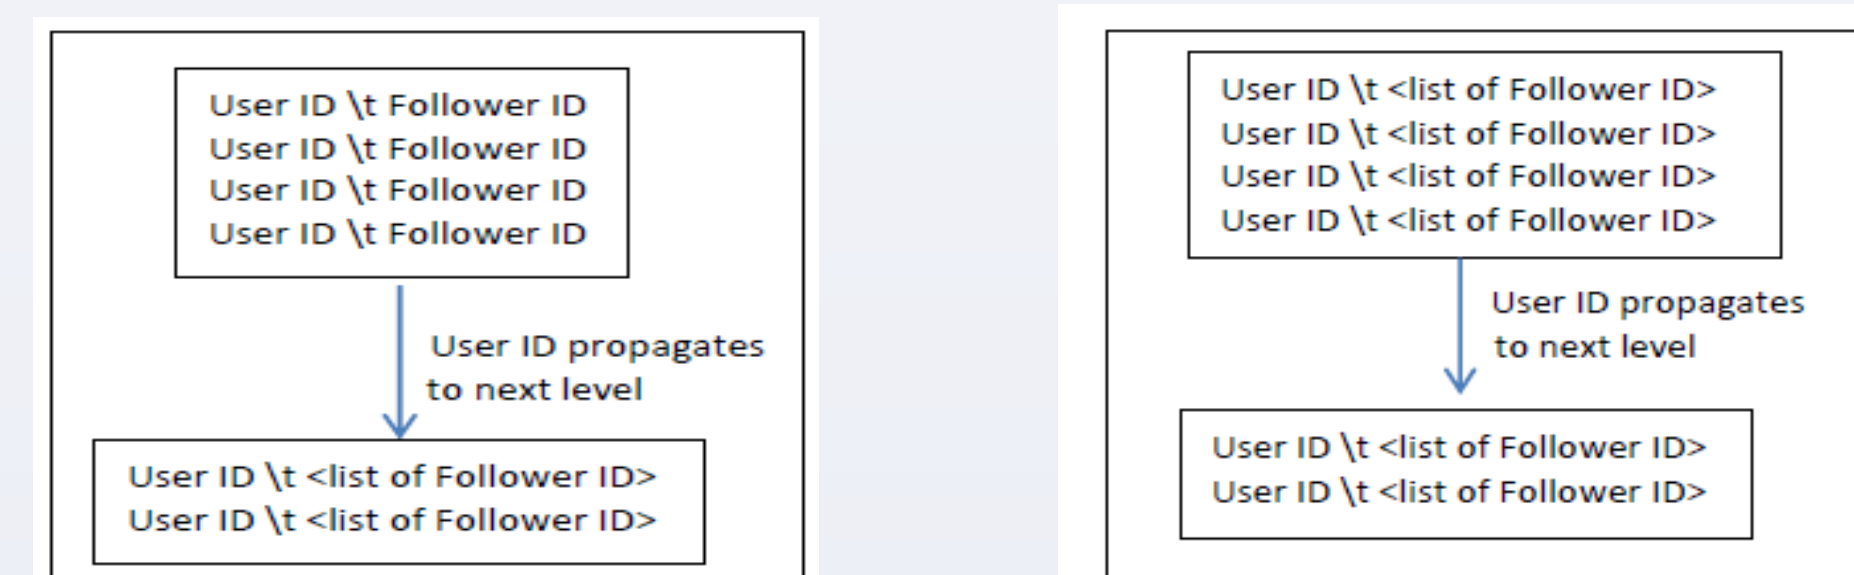 User ID \t Follower ID
User ID \t Follower ID
User ID \t Follower ID
User ID \t Follower ID
User ID propagates
to next level
User ID \t <list of Follower ID>
User ID \t <list of Follower ID>
User ID \t <list of Follower ID>
User ID \t <list of Follower ID>
User ID \t <list of Follower ID>
User ID \t <list of Follower ID>
User ID propagates
to next level
User ID \t <list of Follower ID>
User ID \t <list of Follower ID>